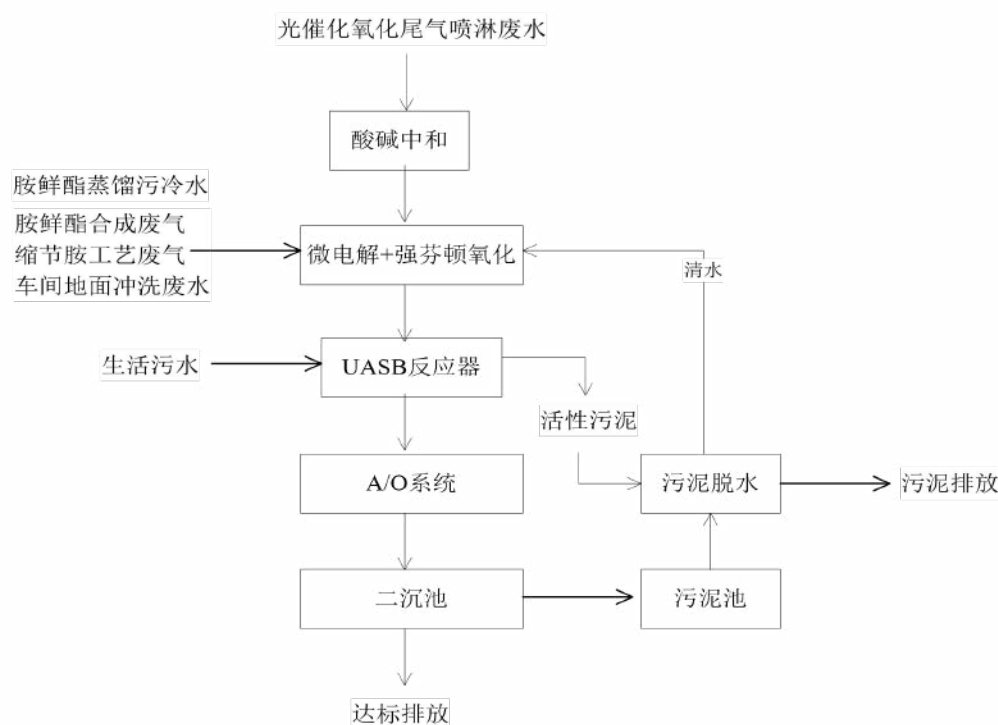 光催化氧化尾气喷淋废水
酸碱中和
胺鲜酯蒸馏污冷水
胺鲜酯合成废气
缩节胺工艺废气
车间地面冲洗废水
微电解+强芬顿氧化
清水
生活污水
UASB反应器
活性污泥
A/O系统
污泥脱水
污泥排放
二沉池
污泥池
达标排放